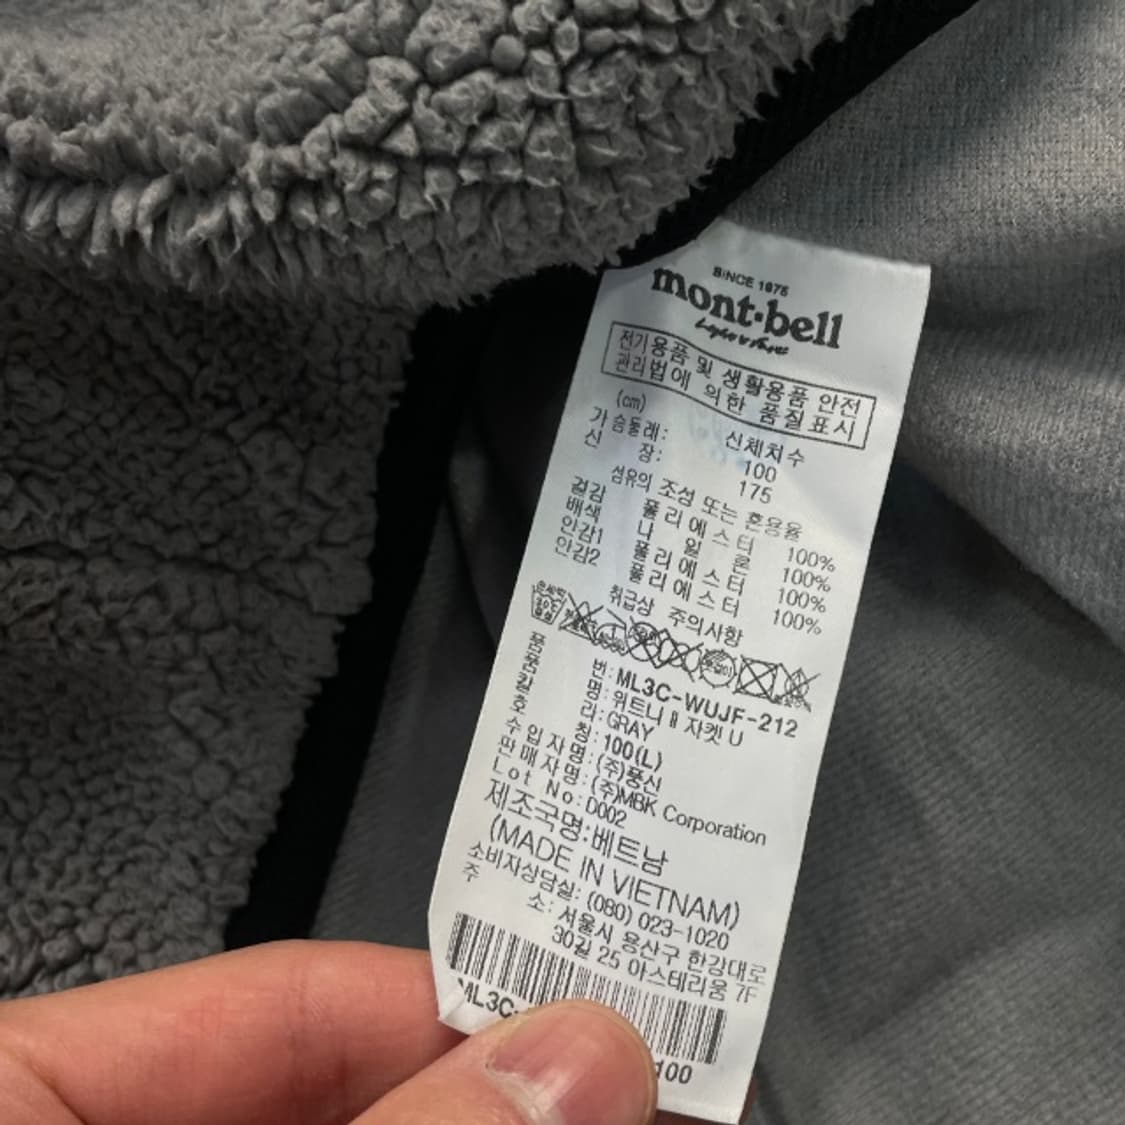 SINCE 1975
mont·bell
전기용품 및 생활용품 안전
관리법에 의한 품질표시
(cm) 신체치수
가슴둘레: 100
신 장: 175
섬유의 조성 또는 혼용율
겉감 폴리에스터 100%
배색 나 일 론 100%
안감1 폴리에스터 100%
안감2 폴리에스터 100%
취급상 주의사항
품 번: ML3C-WUJF-212
품 명: 위트니 II 자켓 U
칼 라: GRAY
호 칭: 100(L)
수입자명: (주)풍신
판매자명: (주)MBK Corporation
Lot No: D002
제조국명: 베트남
(MADE IN VIETNAM)
소비자상담실: (080) 023-1020
주 소: 서울시 용산구 한강대로
30길 25 아스테리움 7F
ML3C-
100